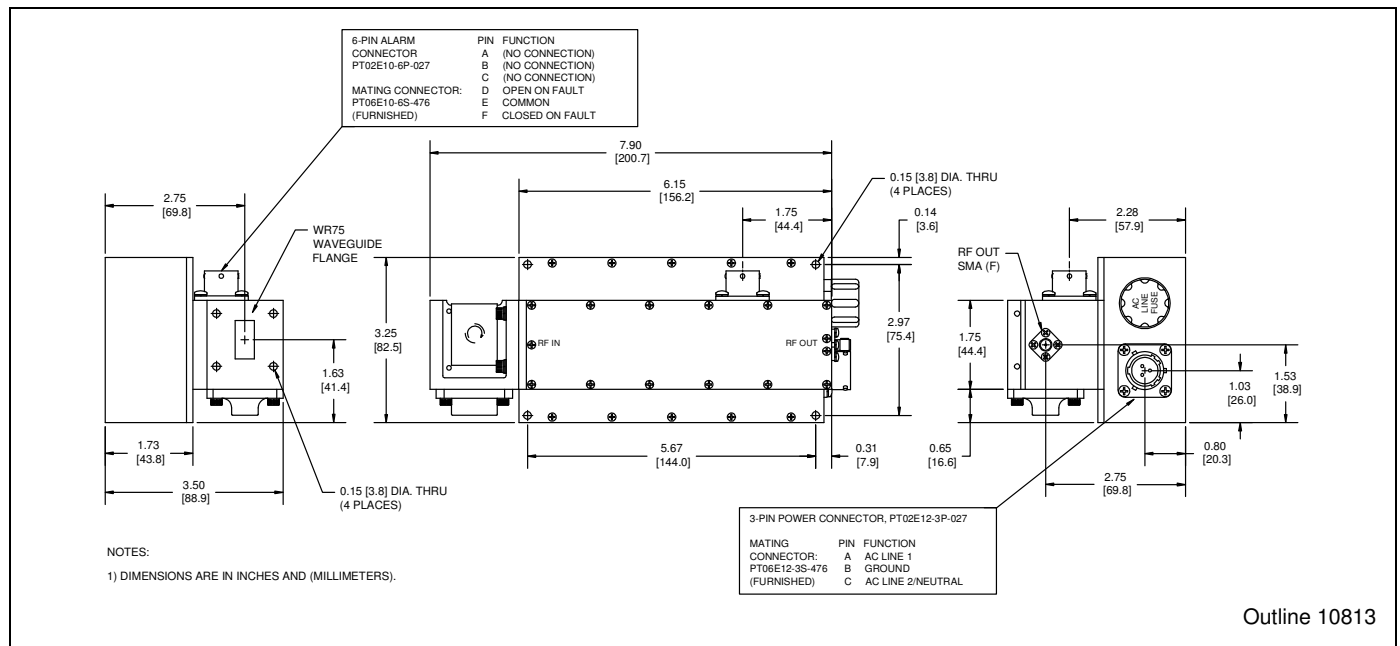 6-PIN ALARM PIN FUNCTION
CONNECTOR A (NO CONNECTION)
PT02E10-6P-027 B (NO CONNECTION)
C (NO CONNECTION)
MATING CONNECTOR: D OPEN ON FAULT
PT06E10-6S-476 E COMMON
(FURNISHED) F CLOSED ON FAULT
7.90
[200.7]
6.15
[156.2]
0.15 [3.8] DIA. THRU
(4 PLACES)
2.75
[69.8]
1.75
[44.4]
0.14
[3.6]
2.28
[57.9]
WR75
WAVEGUIDE
FLANGE
RF OUT
SMA (F)
AC
LINE
FUSE
3.25
[82.5]
RF IN
RF OUT
2.97
[75.4]
1.75
[44.4]
1.63
[41.4]
1.03
[26.0]
1.53
[38.9]
1.73
[43.8]
5.67
[144.0]
0.31
[7.9]
0.65
[16.6]
0.80
[20.3]
3.50
[88.9]
0.15 [3.8] DIA. THRU
(4 PLACES)
2.75
[69.8]
3-PIN POWER CONNECTOR, PT02E12-3P-027
MATING PIN FUNCTION
CONNECTOR: A AC LINE 1
PT06E12-3S-476 B GROUND
(FURNISHED) C AC LINE 2/NEUTRAL
NOTES:
1) DIMENSIONS ARE IN INCHES AND (MILLIMETERS).
Outline 10813